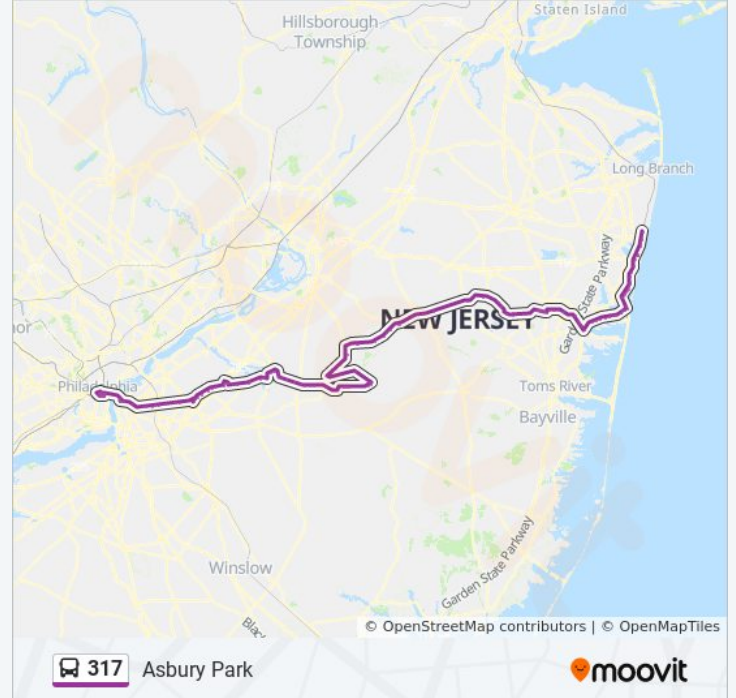 Staten Island
Hillsborough
Township
Long Branch
Garden State Parkway
NEW JERSEY
Philadelphia
Toms River
Bayville
Garden State Parkway
Winslow
© OpenStreetMap contributors | © OpenMapTiles
317 Asbury Park
moovit